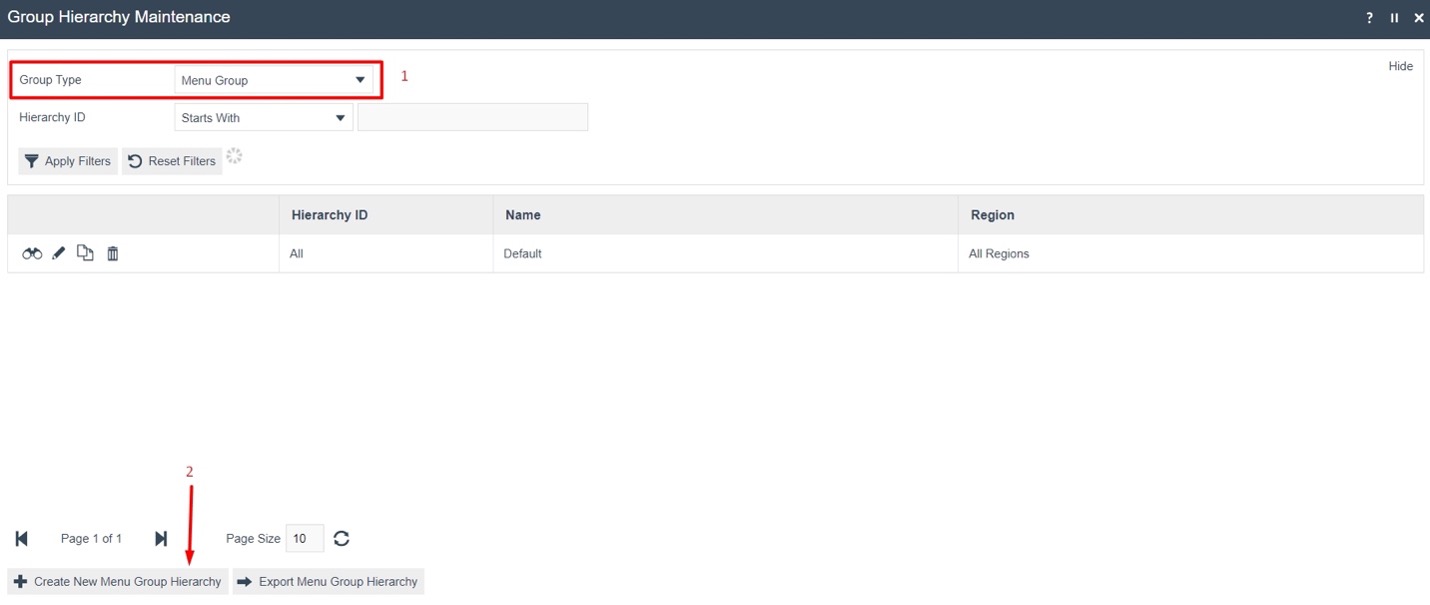 Group Hierarchy Maintenance ?
Hide
Group Type Menu Group 1
Hierarchy ID Starts With
Apply Filters Reset Filters
Hierarchy ID Name Region
All Default All Regions
2
Page 1 of 1 Page Size 10
Create New Menu Group Hierarchy Export Menu Group Hierarchy